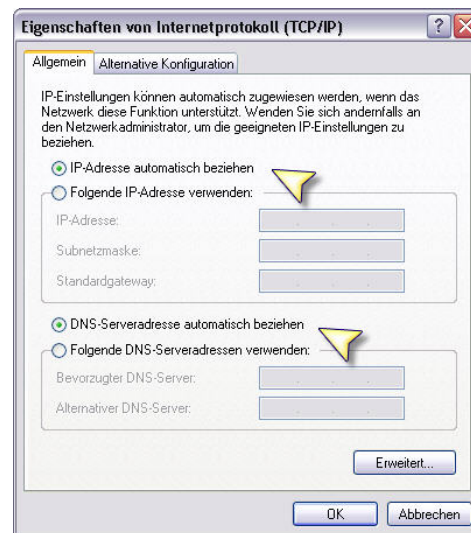 Eigenschaften von Internetprotokoll (TCP/IP)
Allgemein
Alternative Konfiguration
IP-Einstellungen können automatisch zugewiesen werden, wenn das
Netzwerk diese Funktion unterstützt. Wenden Sie sich andernfalls an
den Netzwerkadministrator, um die geeigneten IP-Einstellungen zu
beziehen.
IP-Adresse automatisch beziehen
Folgende IP-Adresse verwenden:
IP-Adresse:
Subnetzmaske:
Standardgateway:
DNS-Serveradresse automatisch beziehen
Folgende DNS-Serveradressen verwenden:
Bevorzugter DNS-Server:
Alternativer DNS-Server:
Erweitert...
OK
Abbrechen